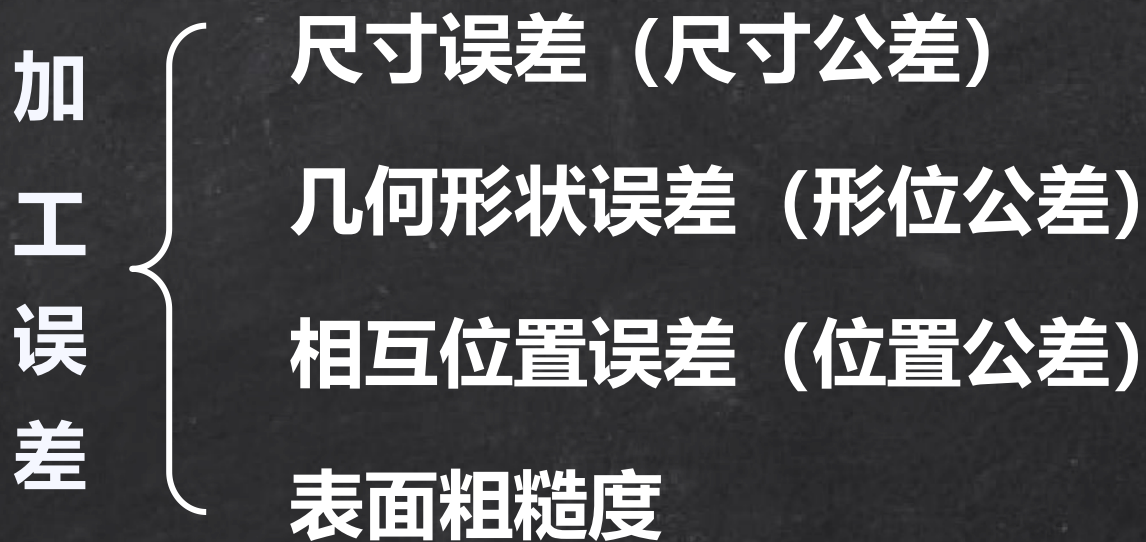 加工误差
尺寸误差（尺寸公差）
几何形状误差（形位公差）
相互位置误差（位置公差）
表面粗糙度